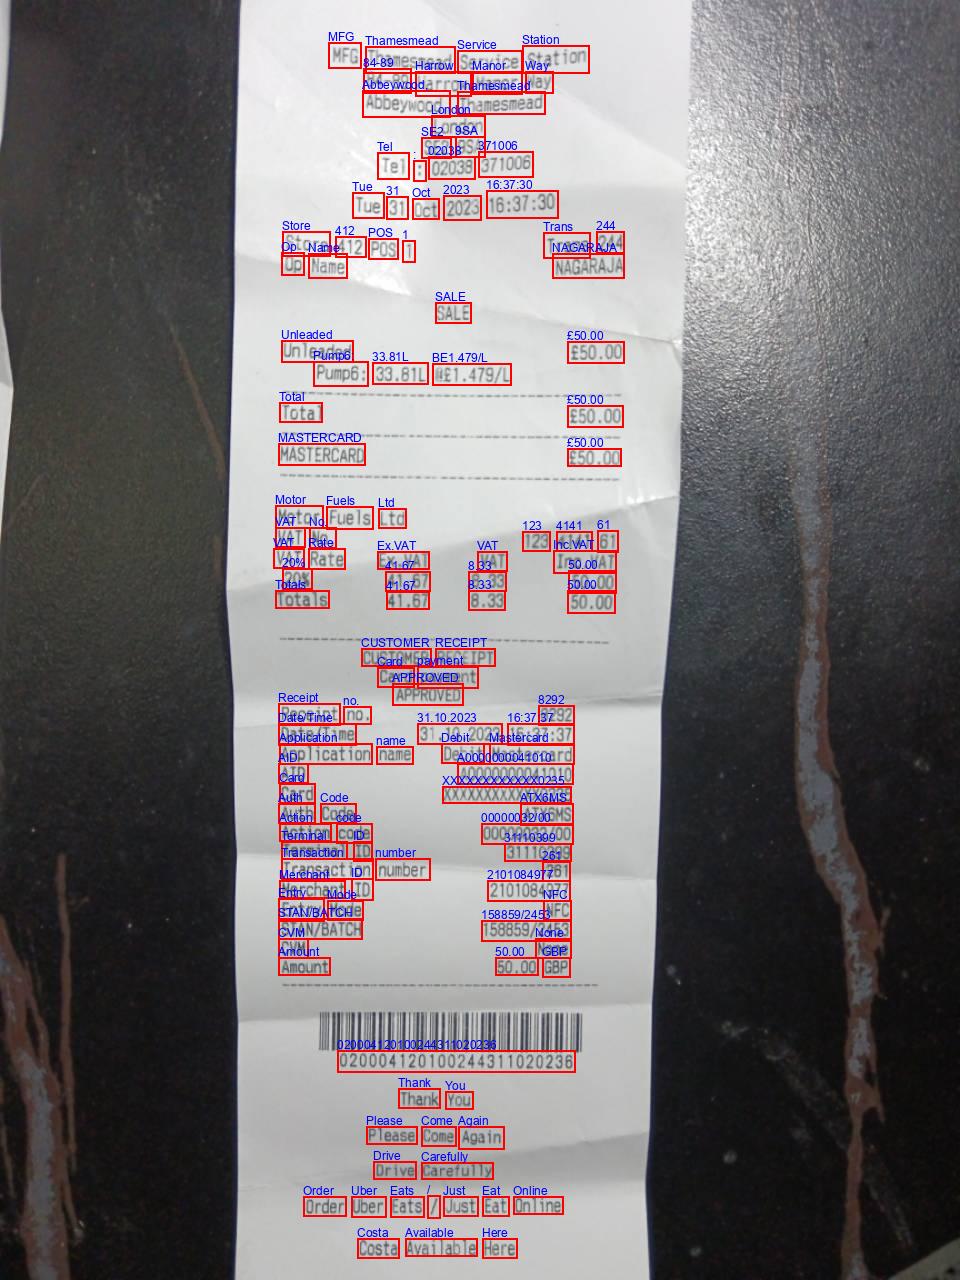 MFG Thamesmead Service Station
84-89 Harrow Manor Way
Abbeywood, Thamesmead
London
SE2 9SA
Tel : 02038 371006
Tue 31 Oct 2023 16:37:30
Store 412 POS 1 Trans 244
Op Name NAGARAJA
SALE
Unleaded £50.00
Pump6: 33.81L @£1.479/L
Total £50.00
MASTERCARD £50.00
Motor Fuels Ltd
VAT No. 123 4141 61
VAT Rate Ex.VAT VAT Inc.VAT
20% 41.67 8.33 50.00
Totals 41.67 8.33 50.00
CUSTOMER RECEIPT
Card payment
APPROVED
Receipt no. 8292
Date/Time 31.10.2023 16:37:37
Application name Debit Mastercard
AID A0000000041010
Card XXXXXXXXXXXX0235
Auth Code ATX6MS
Action code 00000032/00
Terminal ID 31110399
Transaction number 261
Merchant ID 2101084977
Entry Mode NFC
STAN/BATCH 158859/2453
CVM None
Amount 50.00 GBP
02000412010024431102023​6
Thank You
Please Come Again
Drive Carefully
Order Uber Eats / Just Eat Online
Costa Available Here